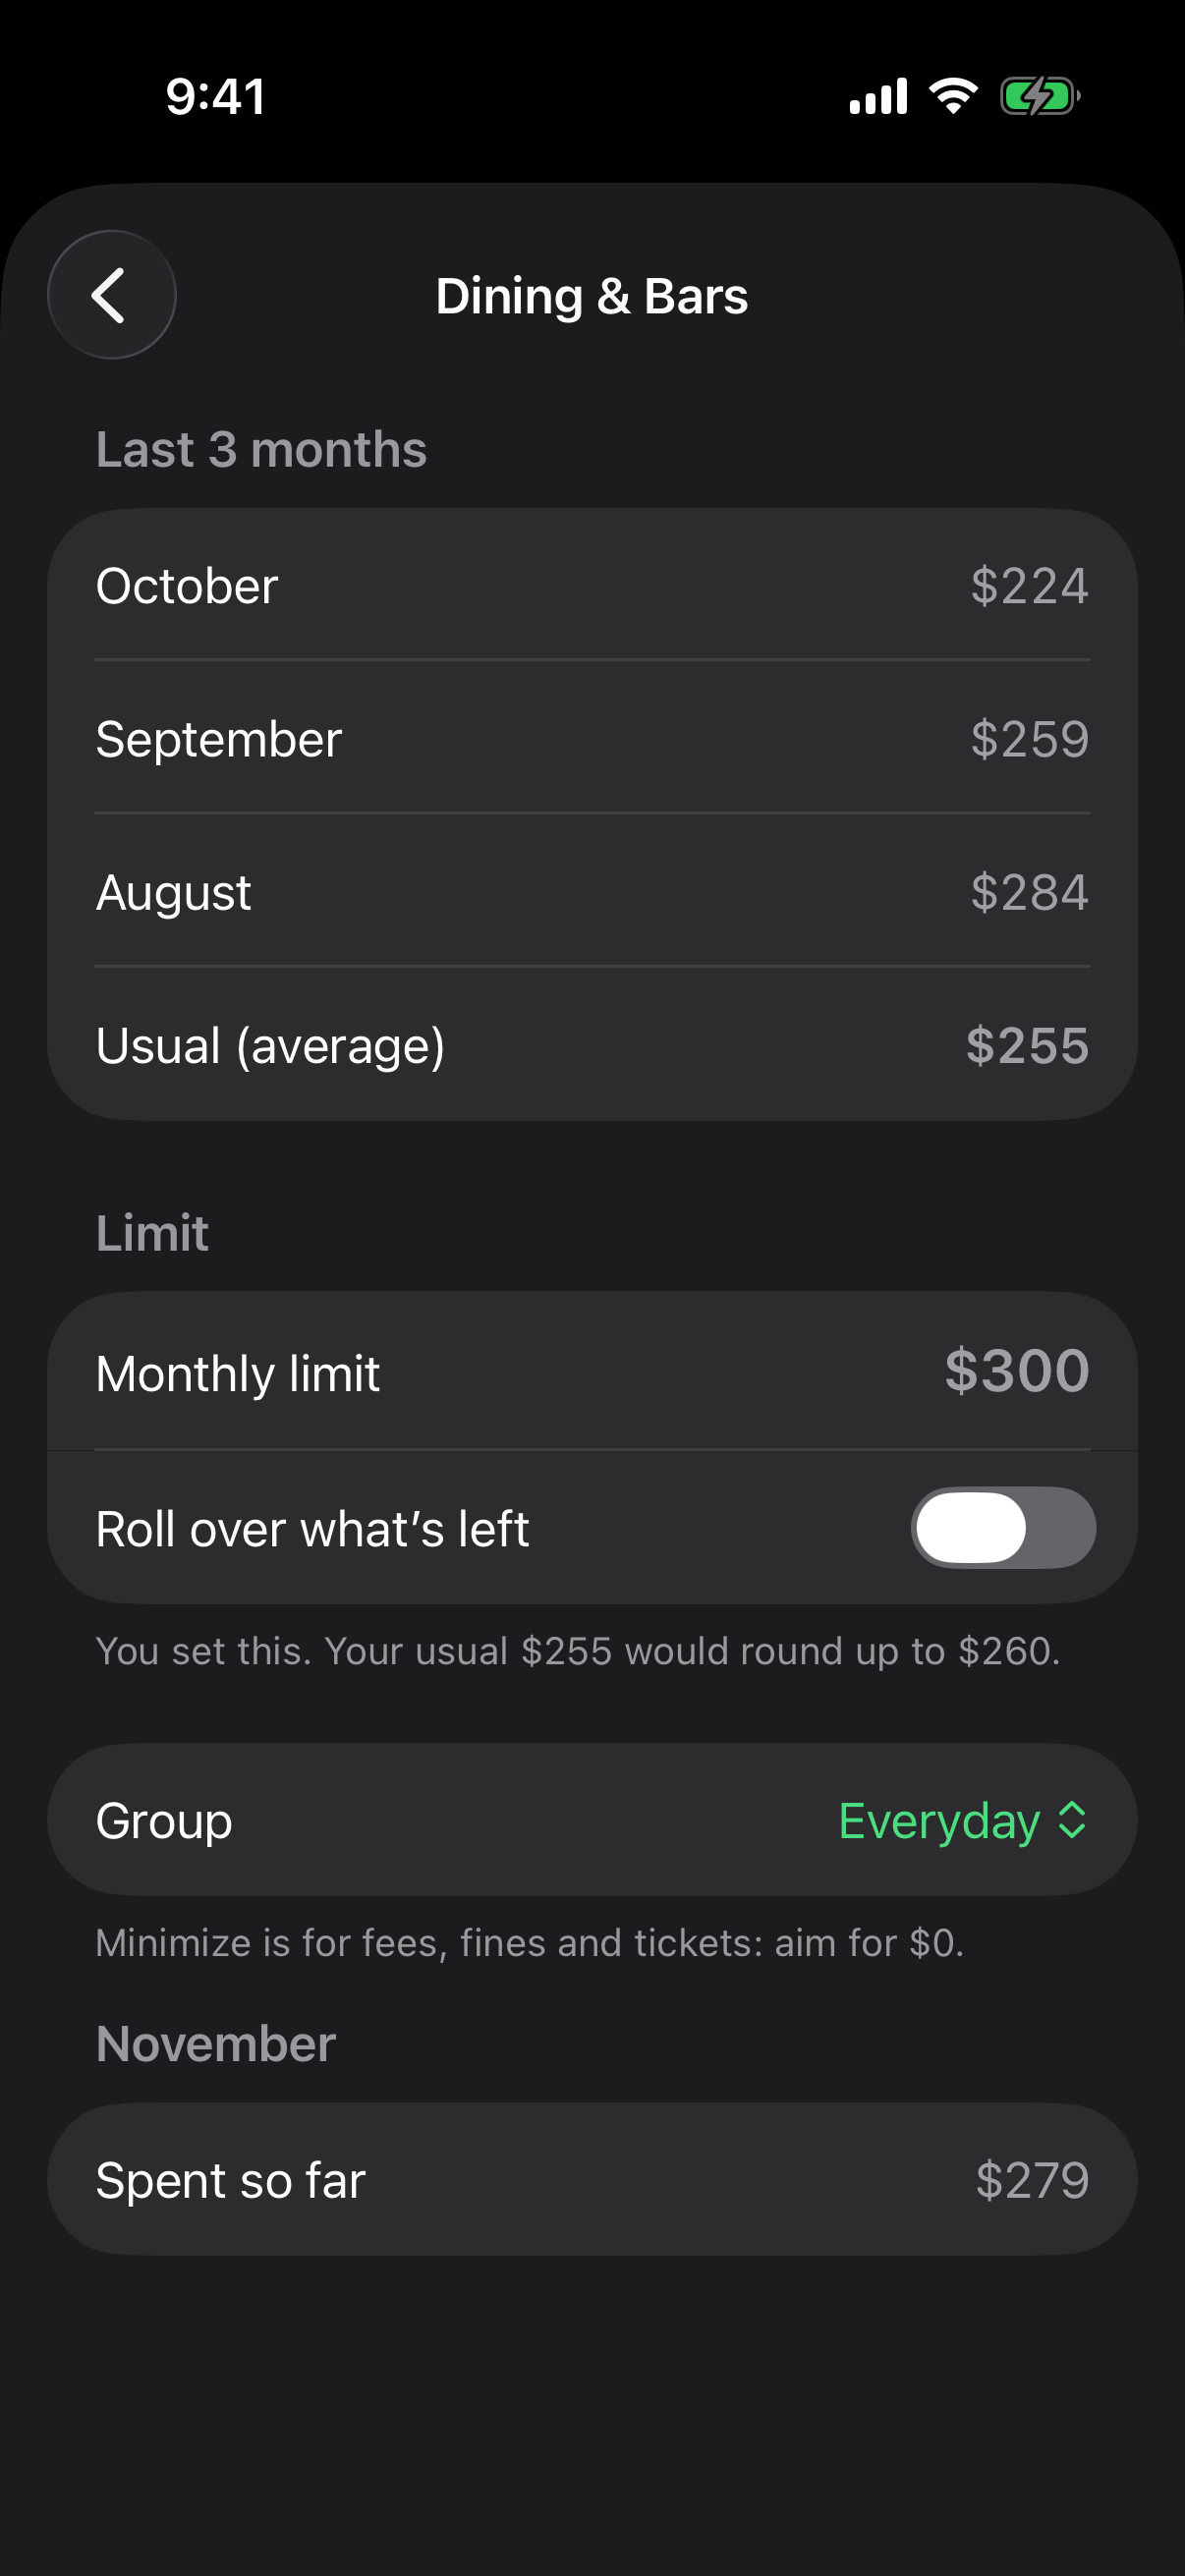 9:41
Dining & Bars
Last 3 months
October $224
September $259
August $284
Usual (average) $255
Limit
Monthly limit $300
Roll over what’s left
You set this. Your usual $255 would round up to $260.
Group Everyday
Minimize is for fees, fines and tickets: aim for $0.
November
Spent so far $279